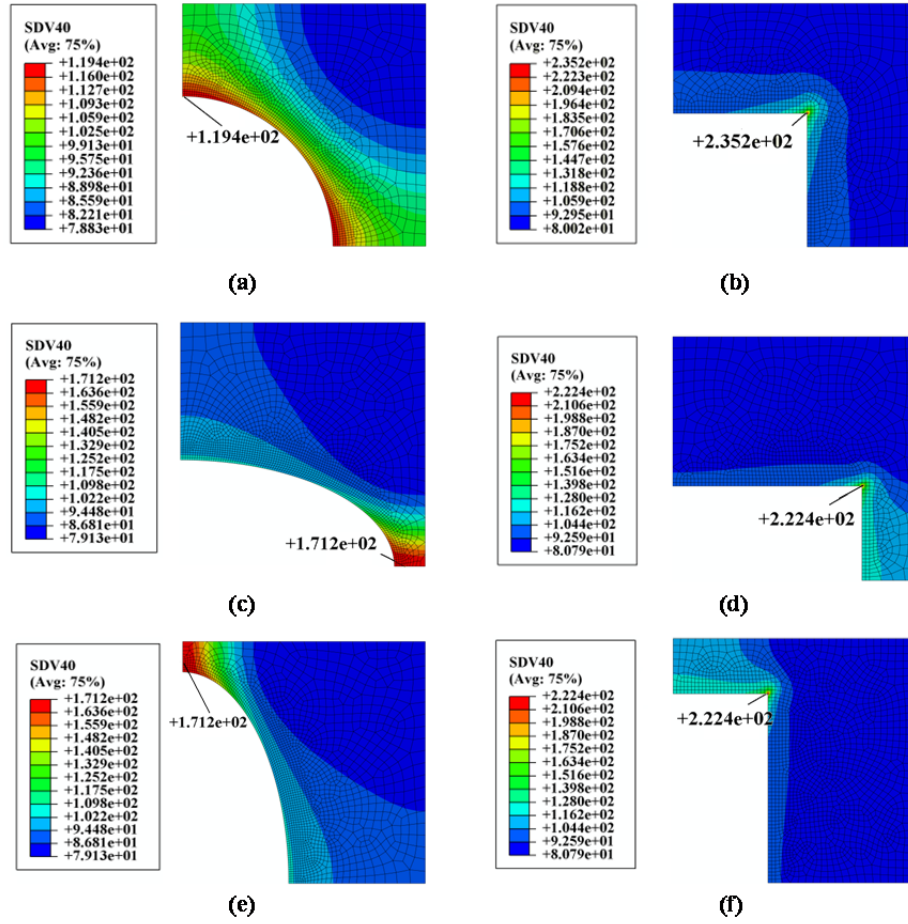 SDV40
(Avg: 75%)
+1.194e+02
+1.160e+02
+1.127e+02
+1.093e+02
+1.059e+02
+1.025e+02
+9.913e+01
+9.575e+01
+9.236e+01
+8.898e+01
+8.559e+01
+8.221e+01
+7.883e+01
+1.194e+02
(a)
SDV40
(Avg: 75%)
+2.352e+02
+2.223e+02
+2.094e+02
+1.964e+02
+1.835e+02
+1.706e+02
+1.576e+02
+1.447e+02
+1.318e+02
+1.188e+02
+1.059e+02
+9.295e+01
+8.002e+01
+2.352e+02
(b)
SDV40
(Avg: 75%)
+1.712e+02
+1.636e+02
+1.559e+02
+1.482e+02
+1.405e+02
+1.329e+02
+1.252e+02
+1.175e+02
+1.098e+02
+1.022e+02
+9.448e+01
+8.681e+01
+7.913e+01
+1.712e+02
(c)
SDV40
(Avg: 75%)
+2.224e+02
+2.106e+02
+1.988e+02
+1.870e+02
+1.752e+02
+1.634e+02
+1.516e+02
+1.398e+02
+1.280e+02
+1.162e+02
+1.044e+02
+9.259e+01
+8.079e+01
+2.224e+02
(d)
SDV40
(Avg: 75%)
+1.712e+02
+1.636e+02
+1.559e+02
+1.482e+02
+1.405e+02
+1.329e+02
+1.252e+02
+1.175e+02
+1.098e+02
+1.022e+02
+9.448e+01
+8.681e+01
+7.913e+01
+1.712e+02
(e)
SDV40
(Avg: 75%)
+2.224e+02
+2.106e+02
+1.988e+02
+1.870e+02
+1.752e+02
+1.634e+02
+1.516e+02
+1.398e+02
+1.280e+02
+1.162e+02
+1.044e+02
+9.259e+01
+8.079e+01
+2.224e+02
(f)